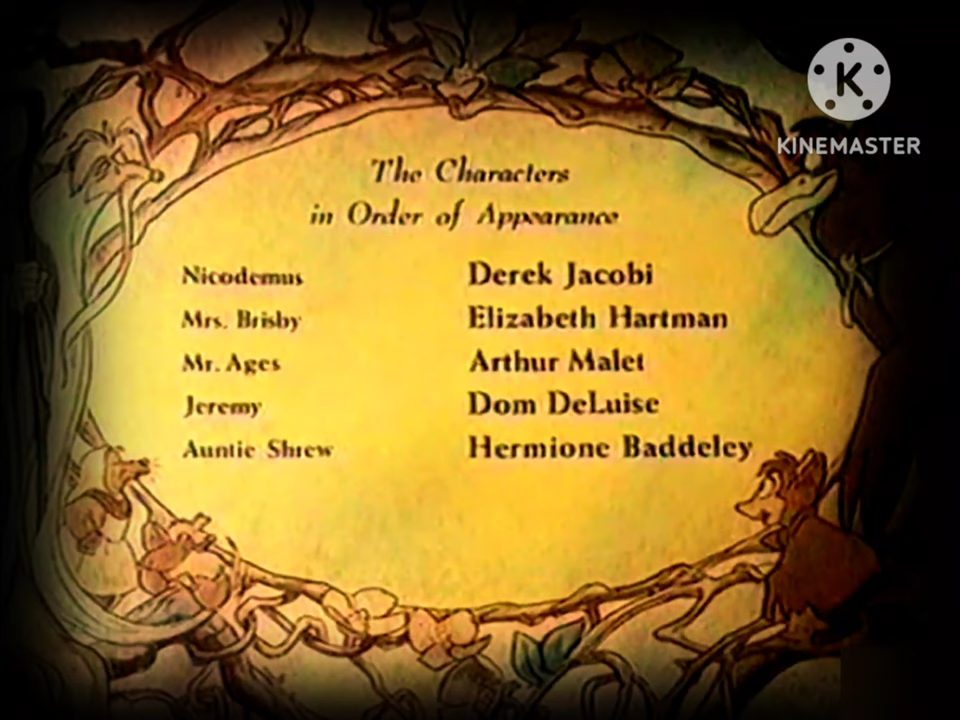 K
KINEMASTER
The Characters
in Order of Appearance
Nicodemus Derek Jacobi
Mrs. Brisby Elizabeth Hartman
Mr. Ages Arthur Malet
Jeremy Dom DeLuise
Auntie Shrew Hermione Baddeley